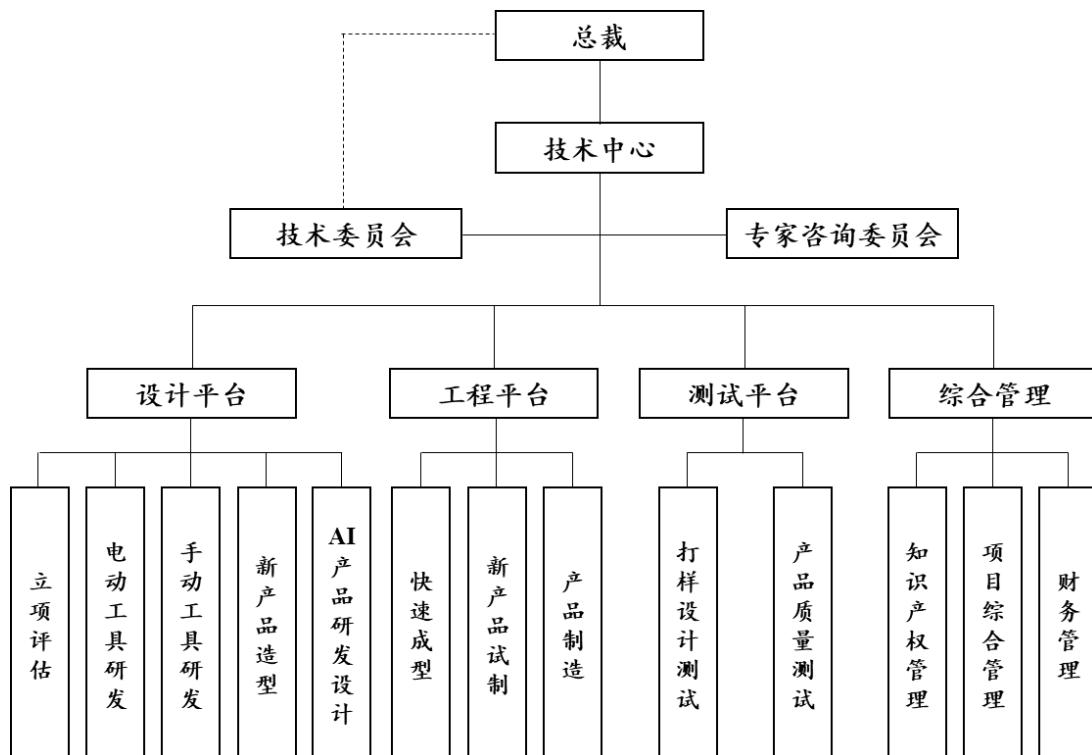 总裁
技术中心
技术委员会
专家咨询委员会
设计平台
工程平台
测试平台
综合管理
立项评估
电动工具研发
手动工具研发
新产品造型
AI产品研发设计
快速成型
新产品试制
产品制造
打样设计测试
产品质量测试
知识产权管理
项目综合管理
财务管理